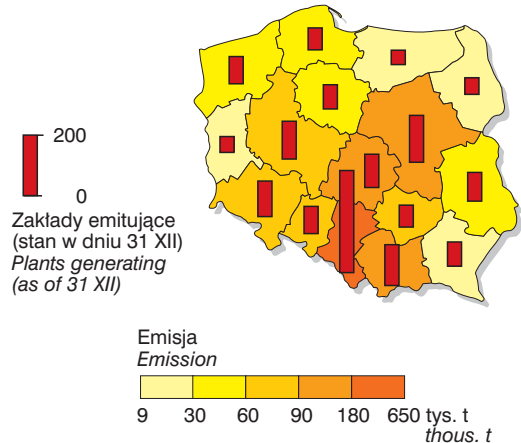 200
0
Zakłady emitujące
(stan w dniu 31 XII)
Plants generating
(as of 31 XII)
Emisja
Emission
9 30 60 90 180 650 tys. t
thous. t